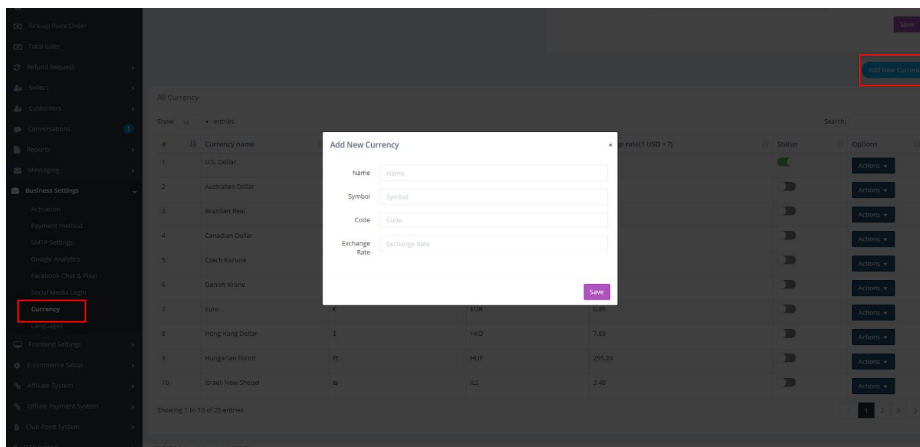 Pick-up Point Order
Total sales
Refund Request
Sellers
Customers
Conversations 1
Reports
Messaging
Business Settings
Activation
Payment method
SMTP Settings
Google Analytics
Facebook Chat & Pixel
Social Media Login
Currency
Languages
Frontend Settings
E-commerce Setup
Affiliate System
Offline Payment System
Club Point System
Save
Add New
All Currency
Show 10 entries
Search:
# Currency name rate(1 USD = ?) Status Options
1 U.S. Dollar Actions
2 Australian Dollar Actions
3 Brazilian Real Actions
4 Canadian Dollar Actions
5 Czech Koruna Actions
6 Danish Krone Actions
7 Euro € EUR 0.85 Actions
8 Hong Kong Dollar $ HKD 7.83 Actions
9 Hungarian Forint Ft HUF 255.24 Actions
10 Israeli New Sheqel ₪ ILS 3.48 Actions
Showing 1 to 10 of 25 entries
1 2 3
Add New Currency ×
Name Name
Symbol Symbol
Code Code
Exchange Rate Exchange Rate
Save